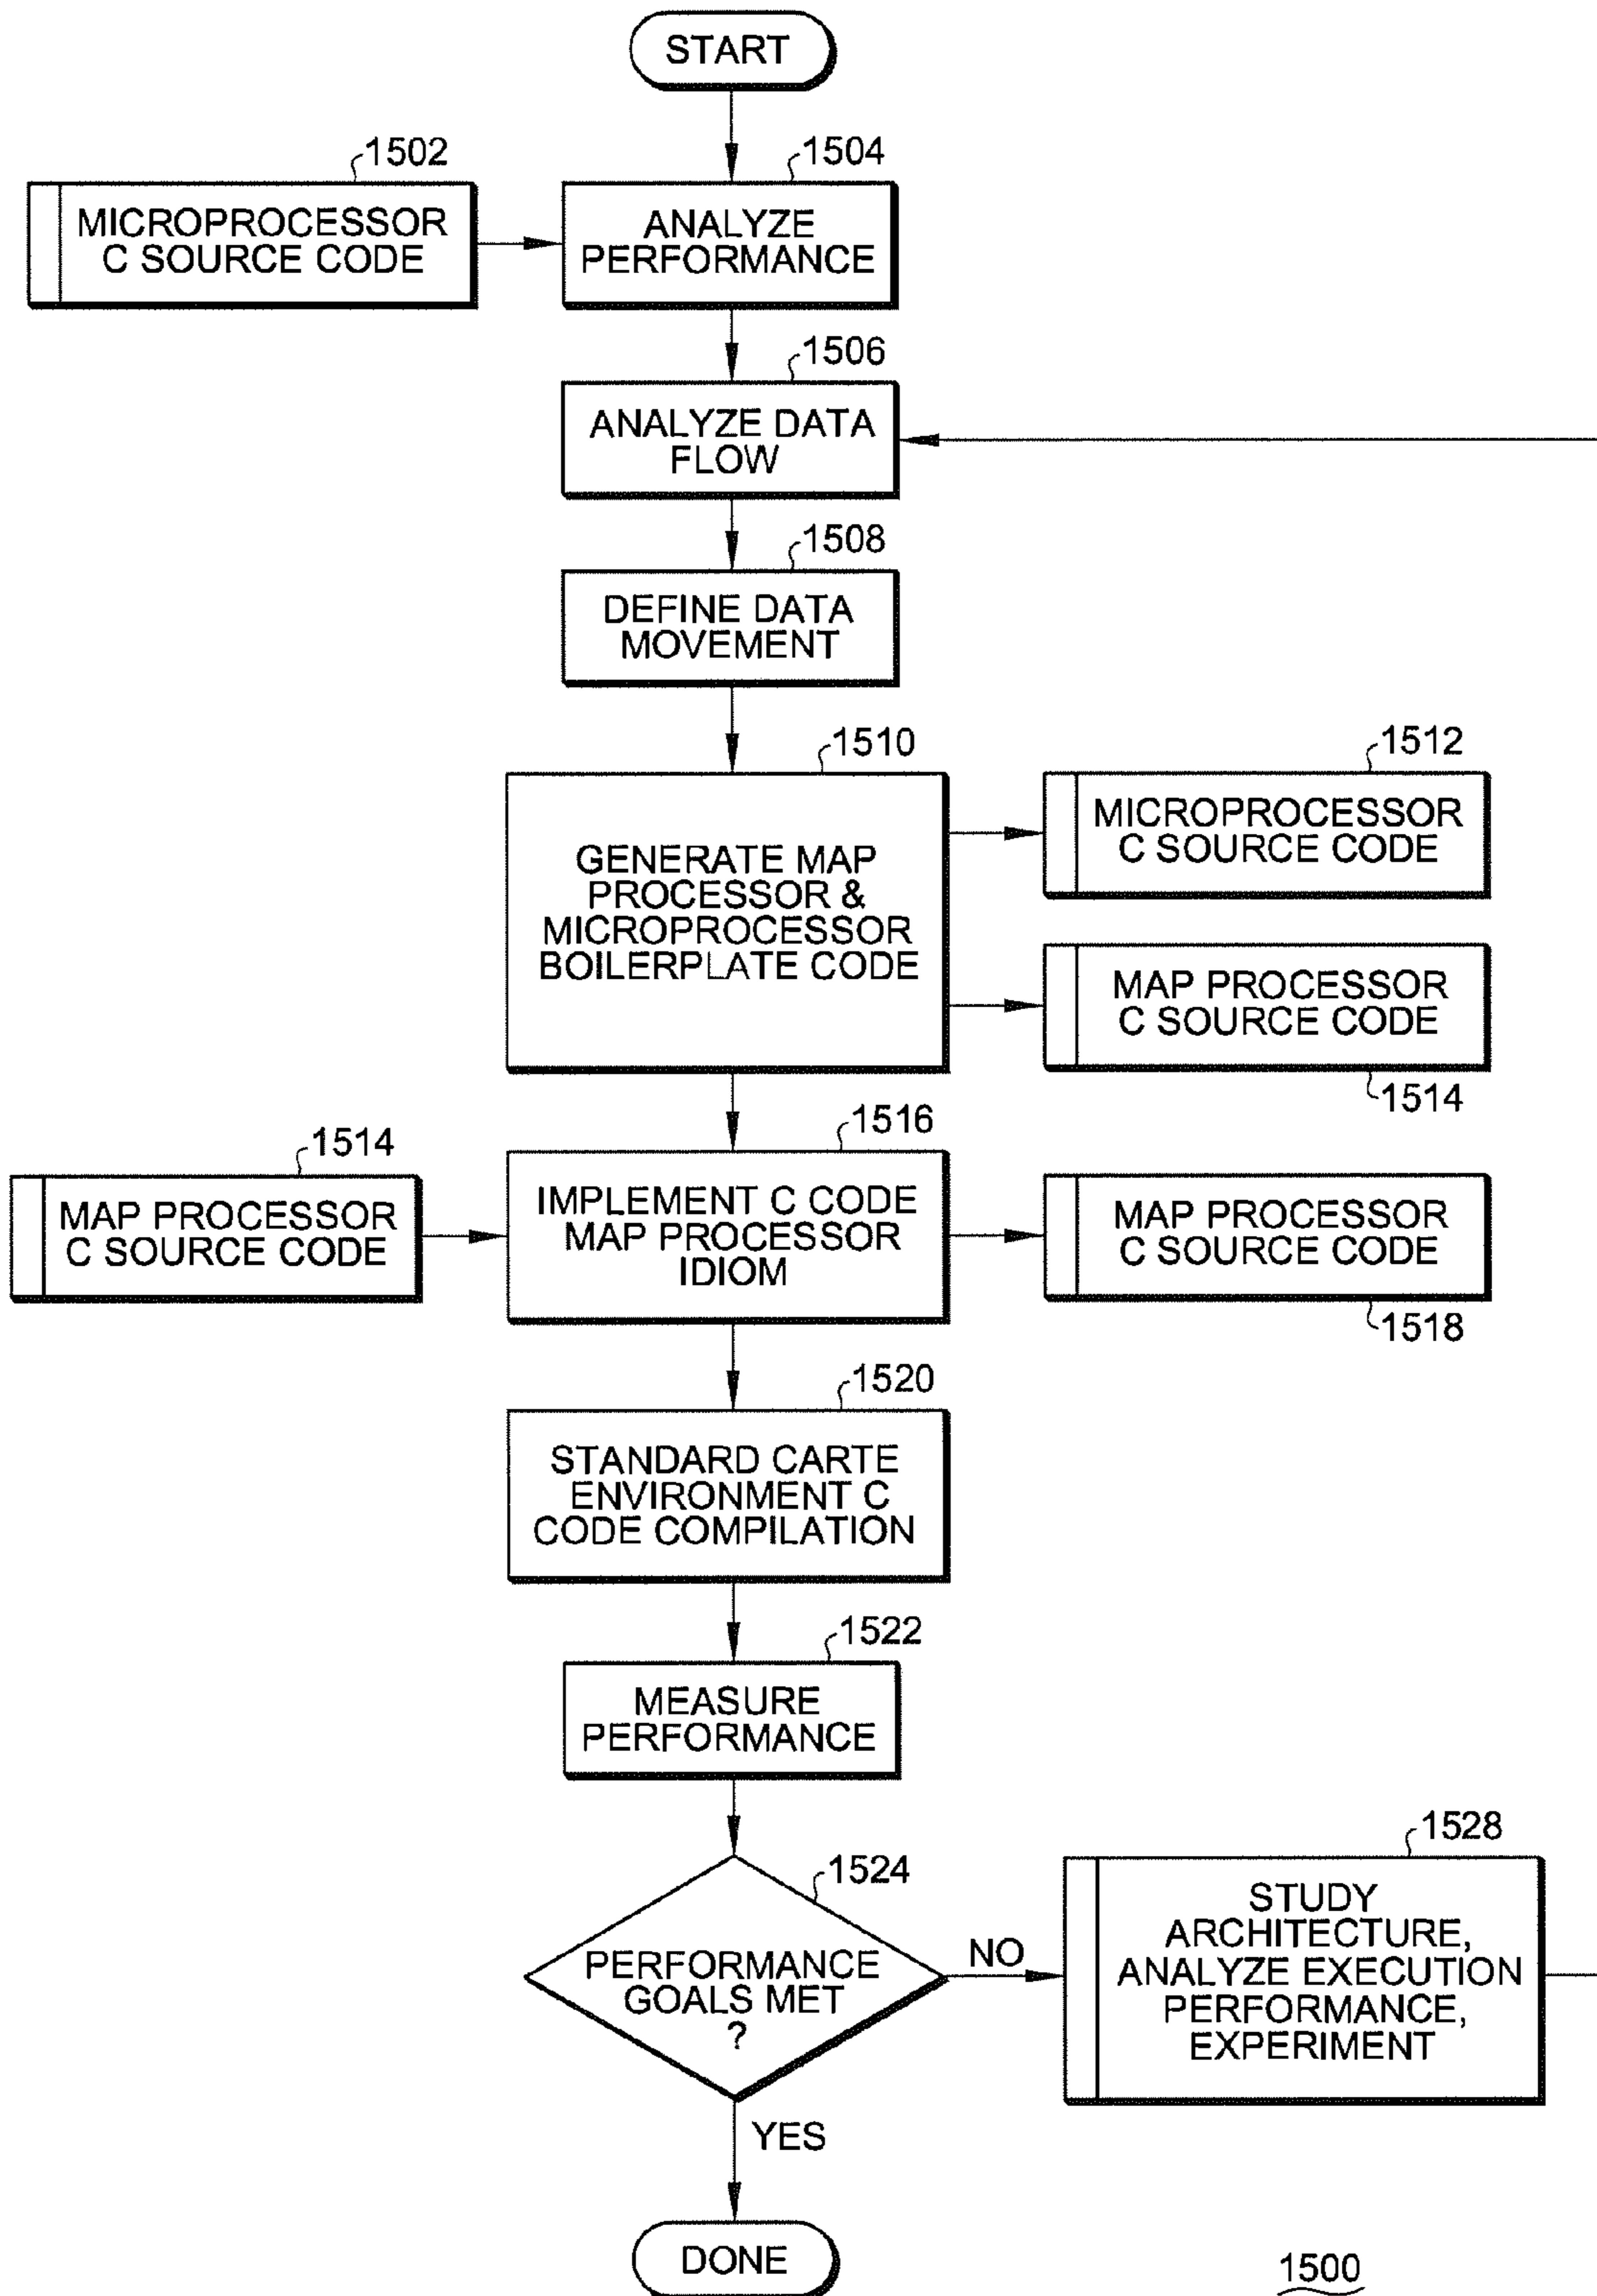 START
1502
MICROPROCESSOR
C SOURCE CODE
1504
ANALYZE
PERFORMANCE
1506
ANALYZE DATA
FLOW
1508
DEFINE DATA
MOVEMENT
1510
GENERATE MAP
PROCESSOR &
MICROPROCESSOR
BOILERPLATE CODE
1512
MICROPROCESSOR
C SOURCE CODE
MAP PROCESSOR
C SOURCE CODE
1514
1514
MAP PROCESSOR
C SOURCE CODE
1516
IMPLEMENT C CODE
MAP PROCESSOR
IDIOM
MAP PROCESSOR
C SOURCE CODE
1518
1520
STANDARD CARTE
ENVIRONMENT C
CODE COMPILATION
1522
MEASURE
PERFORMANCE
1524
PERFORMANCE
GOALS MET
?
NO
1528
STUDY
ARCHITECTURE,
ANALYZE EXECUTION
PERFORMANCE,
EXPERIMENT
YES
DONE
1500